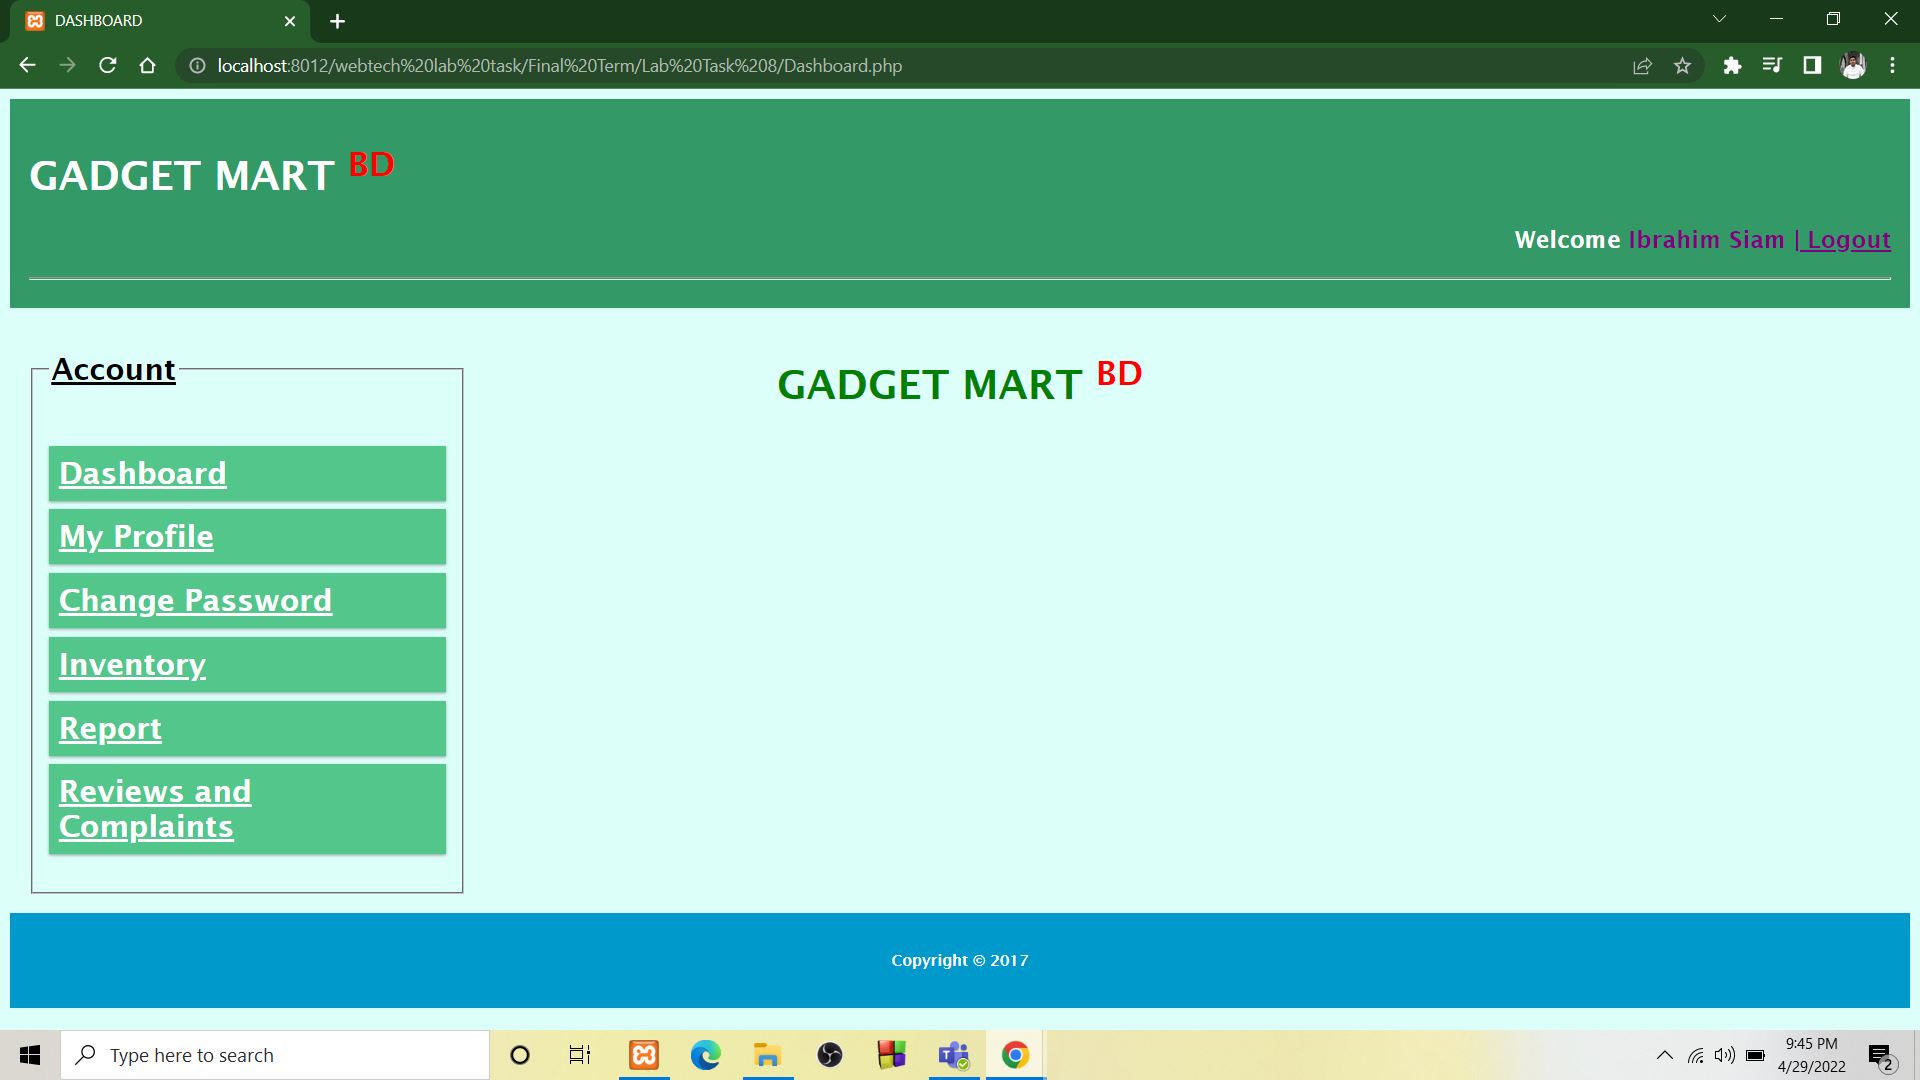 DASHBOARD
localhost:8012/webtech%20lab%20task/Final%20Term/Lab%20Task%208/Dashboard.php
GADGET MART BD
Welcome Ibrahim Siam | Logout
Account
GADGET MART BD
Dashboard
My Profile
Change Password
Inventory
Report
Reviews and
Complaints
Copyright © 2017
Type here to search
9:45 PM
4/29/2022
2